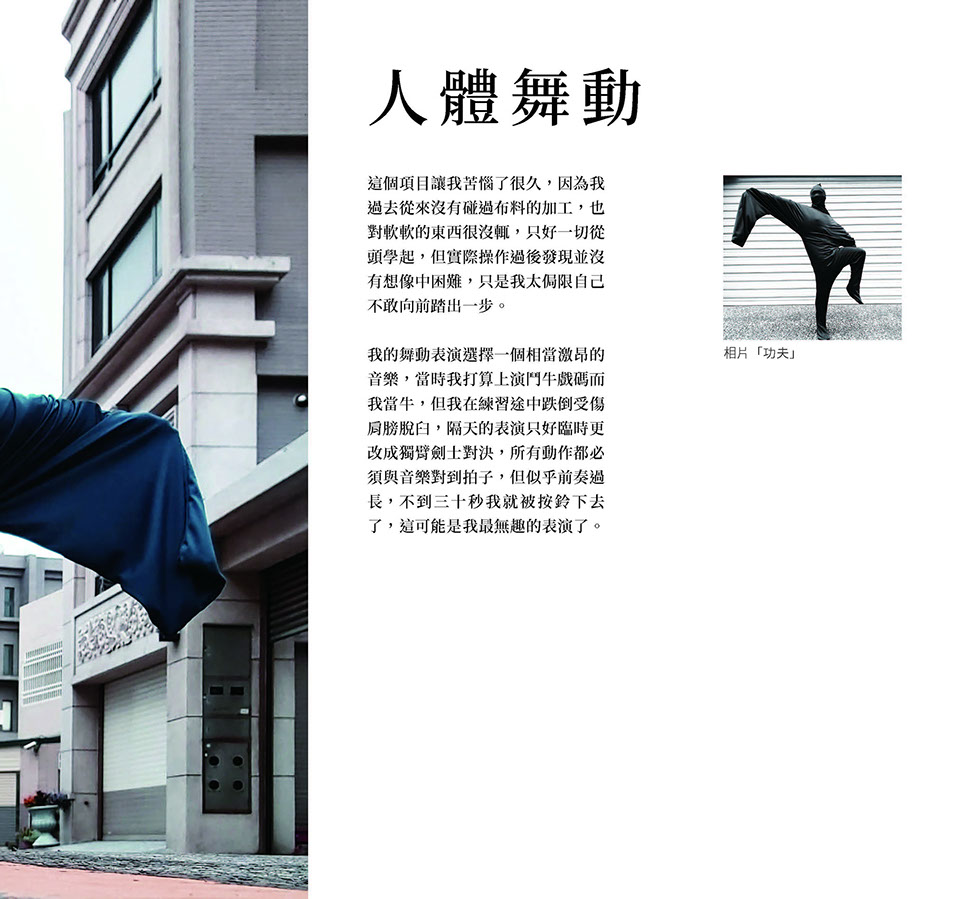 人體舞動
這個項目讓我苦惱了很久，因為我
過去從來沒有碰過布料的加工，也
對軟軟的東西很沒輒，只好一切從
頭學起，但實際操作過後發現並沒
有想像中困難，只是我太侷限自己
不敢向前踏出一步。
我的舞動表演選擇一個相當激昂的
音樂，當時我打算上演鬥牛戲碼而
我當牛，但我在練習途中跌倒受傷
肩膀脫臼，隔天的表演只好臨時更
改成獨臂劍士對決，所有動作都必
須與音樂對到拍子，但似乎前奏過
長，不到三十秒我就被按鈴下去
了，這可能是我最無趣的表演了。
相片「功夫」